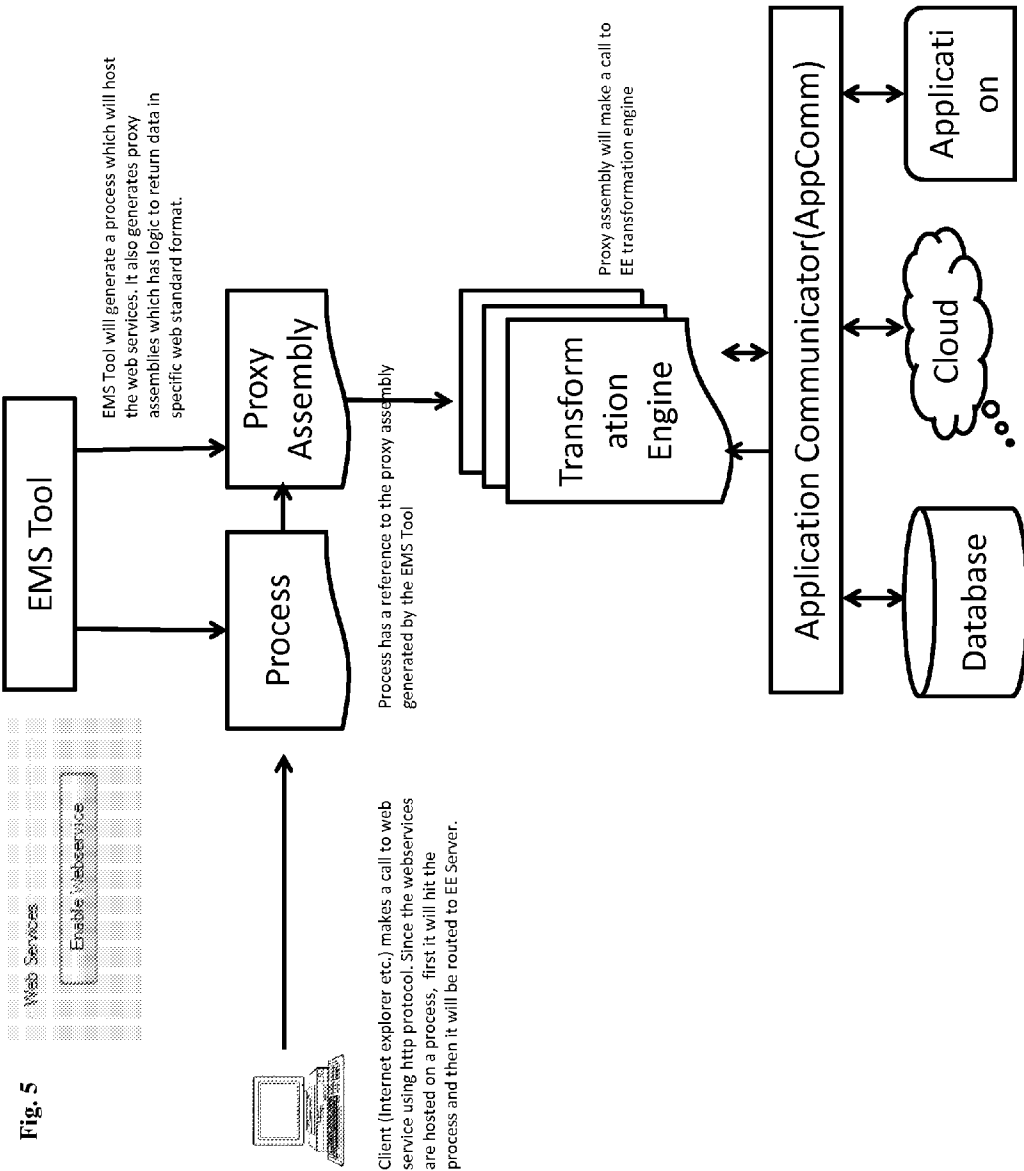 Fig. 5
Web Services
Enable Webservice
EMS Tool
EMS Tool will generate a process which will host
the web services. It also generates proxy
assemblies which has logic to return data in
specific web standard format.
Process
Proxy
Assembly
Client (Internet explorer etc.) makes a call to web
service using http protocol. Since the webservices
are hosted on a process, first it will hit the
process and then it will be routed to EE Server.
Process has a reference to the proxy assembly
generated by the EMS Tool
Transform
ation
Engine
Proxy assembly will make a call to
EE transformation engine
Application Communicator(AppComm)
Database
Cloud
Applicati
on